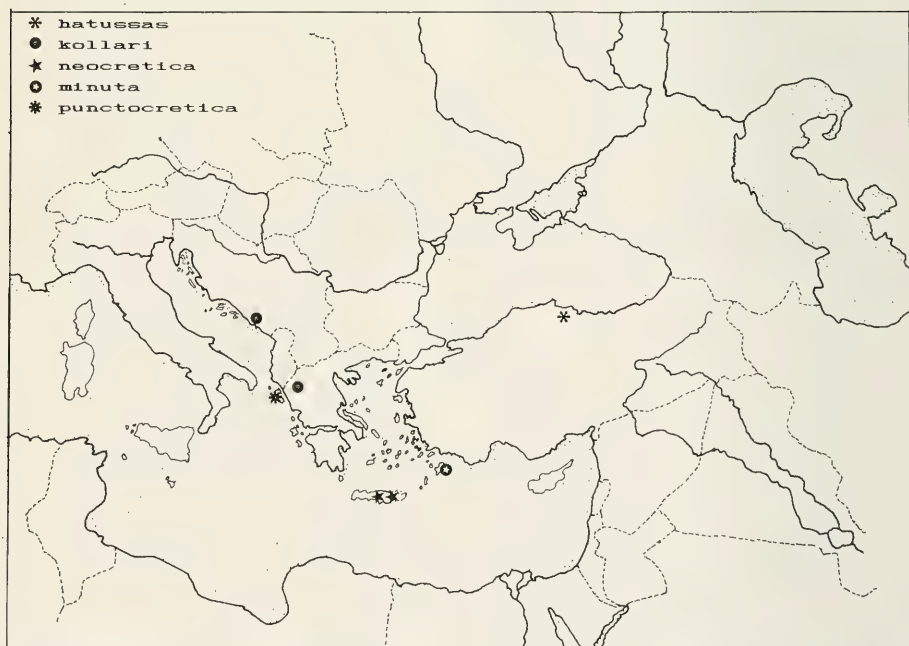 hatussas
kollari
neocretica
minuta
punctocretica